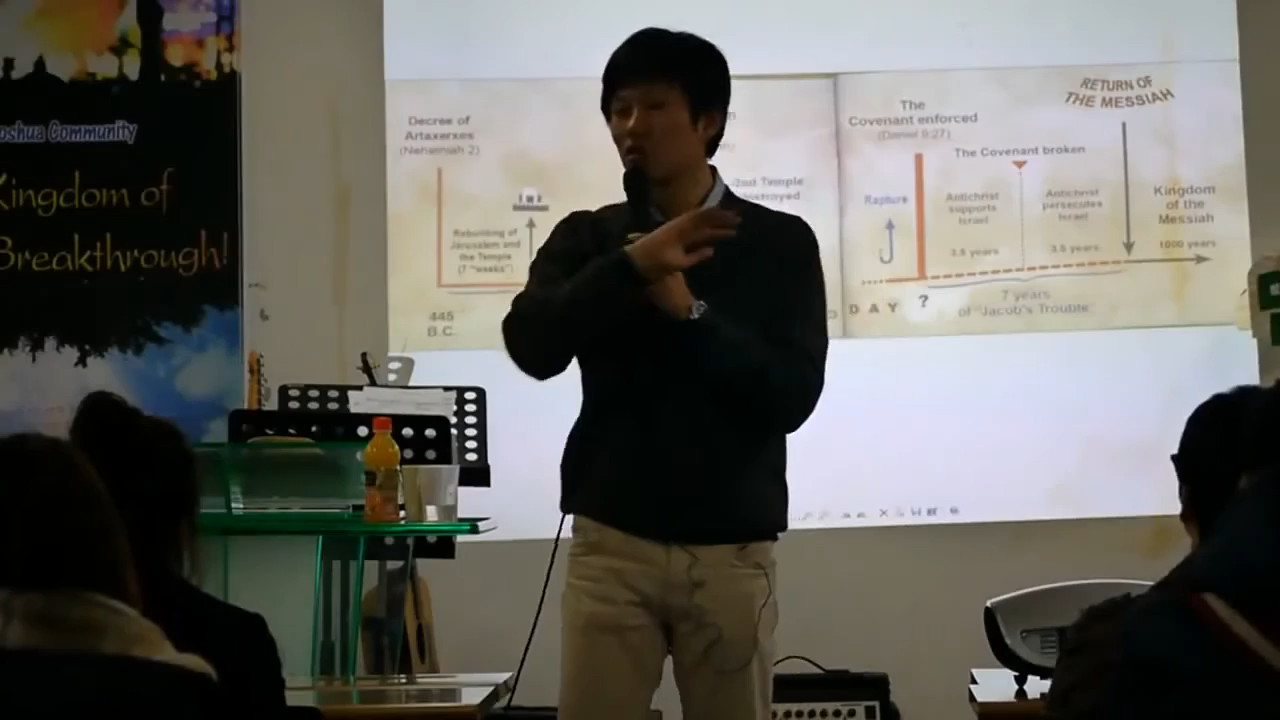 oshua Community
Kingdom of
Breakthrough!
Decree of
Artaxerxes
(Nehemiah 2)
Rebuilding of
Jerusalem and
the Temple
(7 "weeks")
445
B.C.
2nd Temple
The
Covenant enforced
(Daniel 9:27)
RETURN OF
THE MESSIAH
The Covenant broken
Rapture
Antichrist
supports
Israel
3.5 years
Antichrist
persecutes
Israel
3.5 years
Kingdom
of the
Messiah
1000 years
DAY ?
7 years
of "Jacob's Trouble"